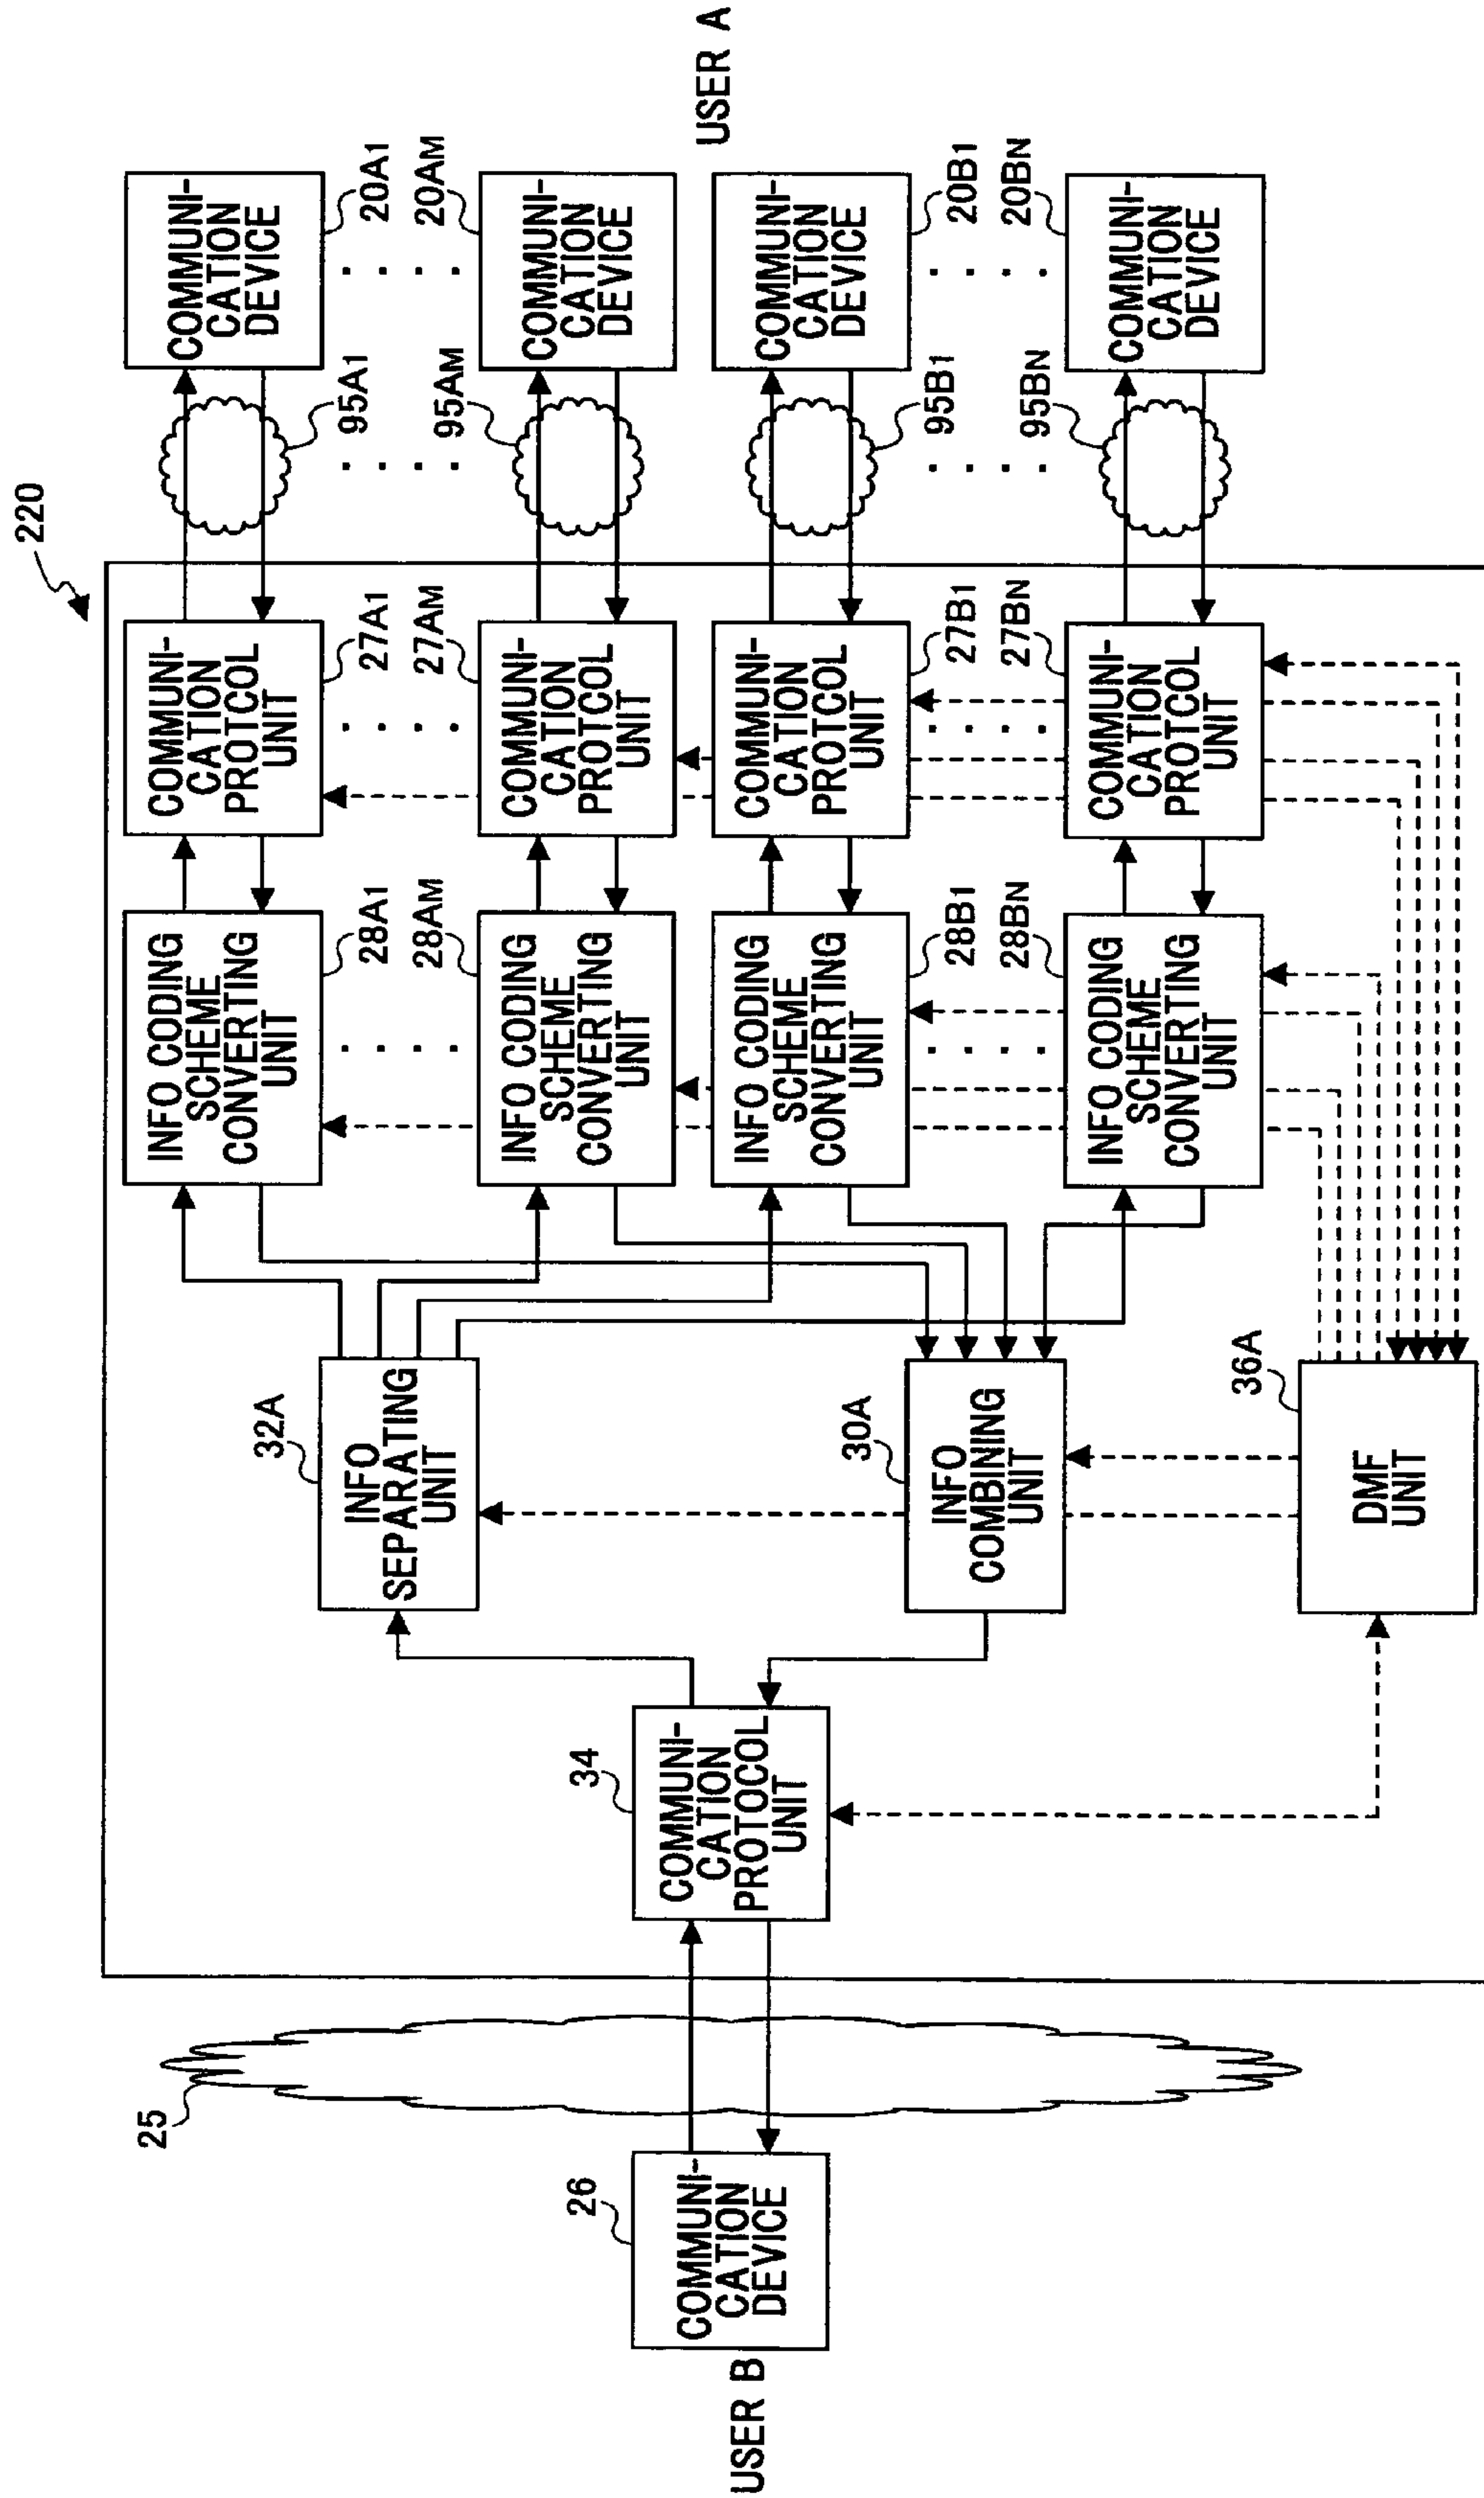 220
USER B
26
COMMUNI-
CATION
DEVICE
25
34
COMMUNI-
CATION
PROTOCOL
UNIT
32A
INFO
SEPARATING
UNIT
30A
INFO
COMBINING
UNIT
36A
DMF
UNIT
INFO CODING
SCHEME
CONVERTING
UNIT
28A1
28AM
INFO CODING
SCHEME
CONVERTING
UNIT
INFO CODING
SCHEME
CONVERTING
UNIT
28B1
28BN
INFO CODING
SCHEME
CONVERTING
UNIT
COMMUNI-
CATION
PROTCOL
UNIT
27A1
27AM
COMMUNI-
CATION
PROTCOL
UNIT
COMMUNI-
CATION
PROTCOL
UNIT
27B1
27BN
COMMUNI-
CATION
PROTCOL
UNIT
95A1
95AM
95B1
95BN
COMMUNI-
CATION
DEVICE
20A1
20AM
COMMUNI-
CATION
DEVICE
COMMUNI-
CATION
DEVICE
20B1
20BN
COMMUNI-
CATION
DEVICE
USER A